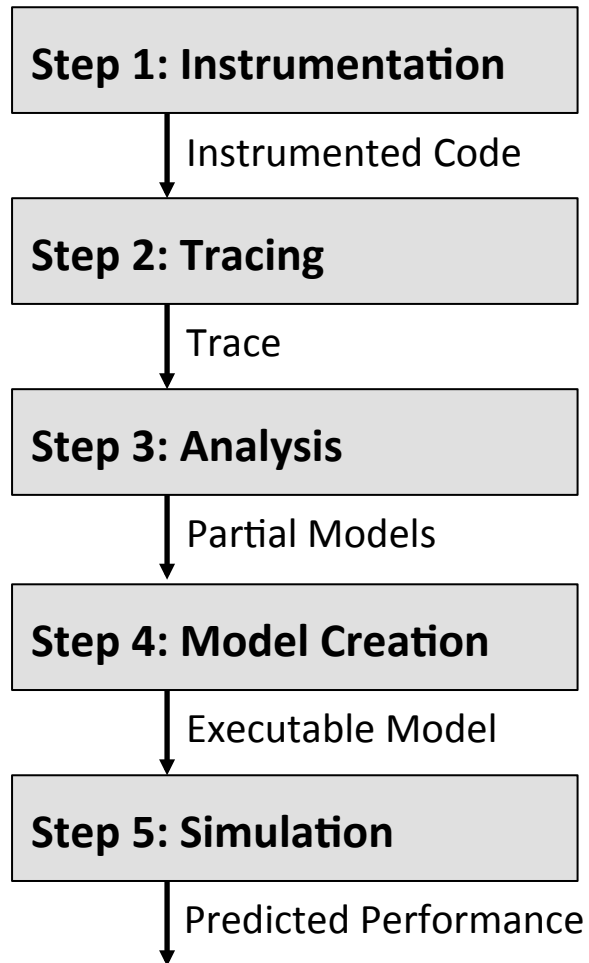 Step 1: Instrumentation
Instrumented Code
Step 2: Tracing
Trace
Step 3: Analysis
Partial Models
Step 4: Model Creation
Executable Model
Step 5: Simulation
Predicted Performance